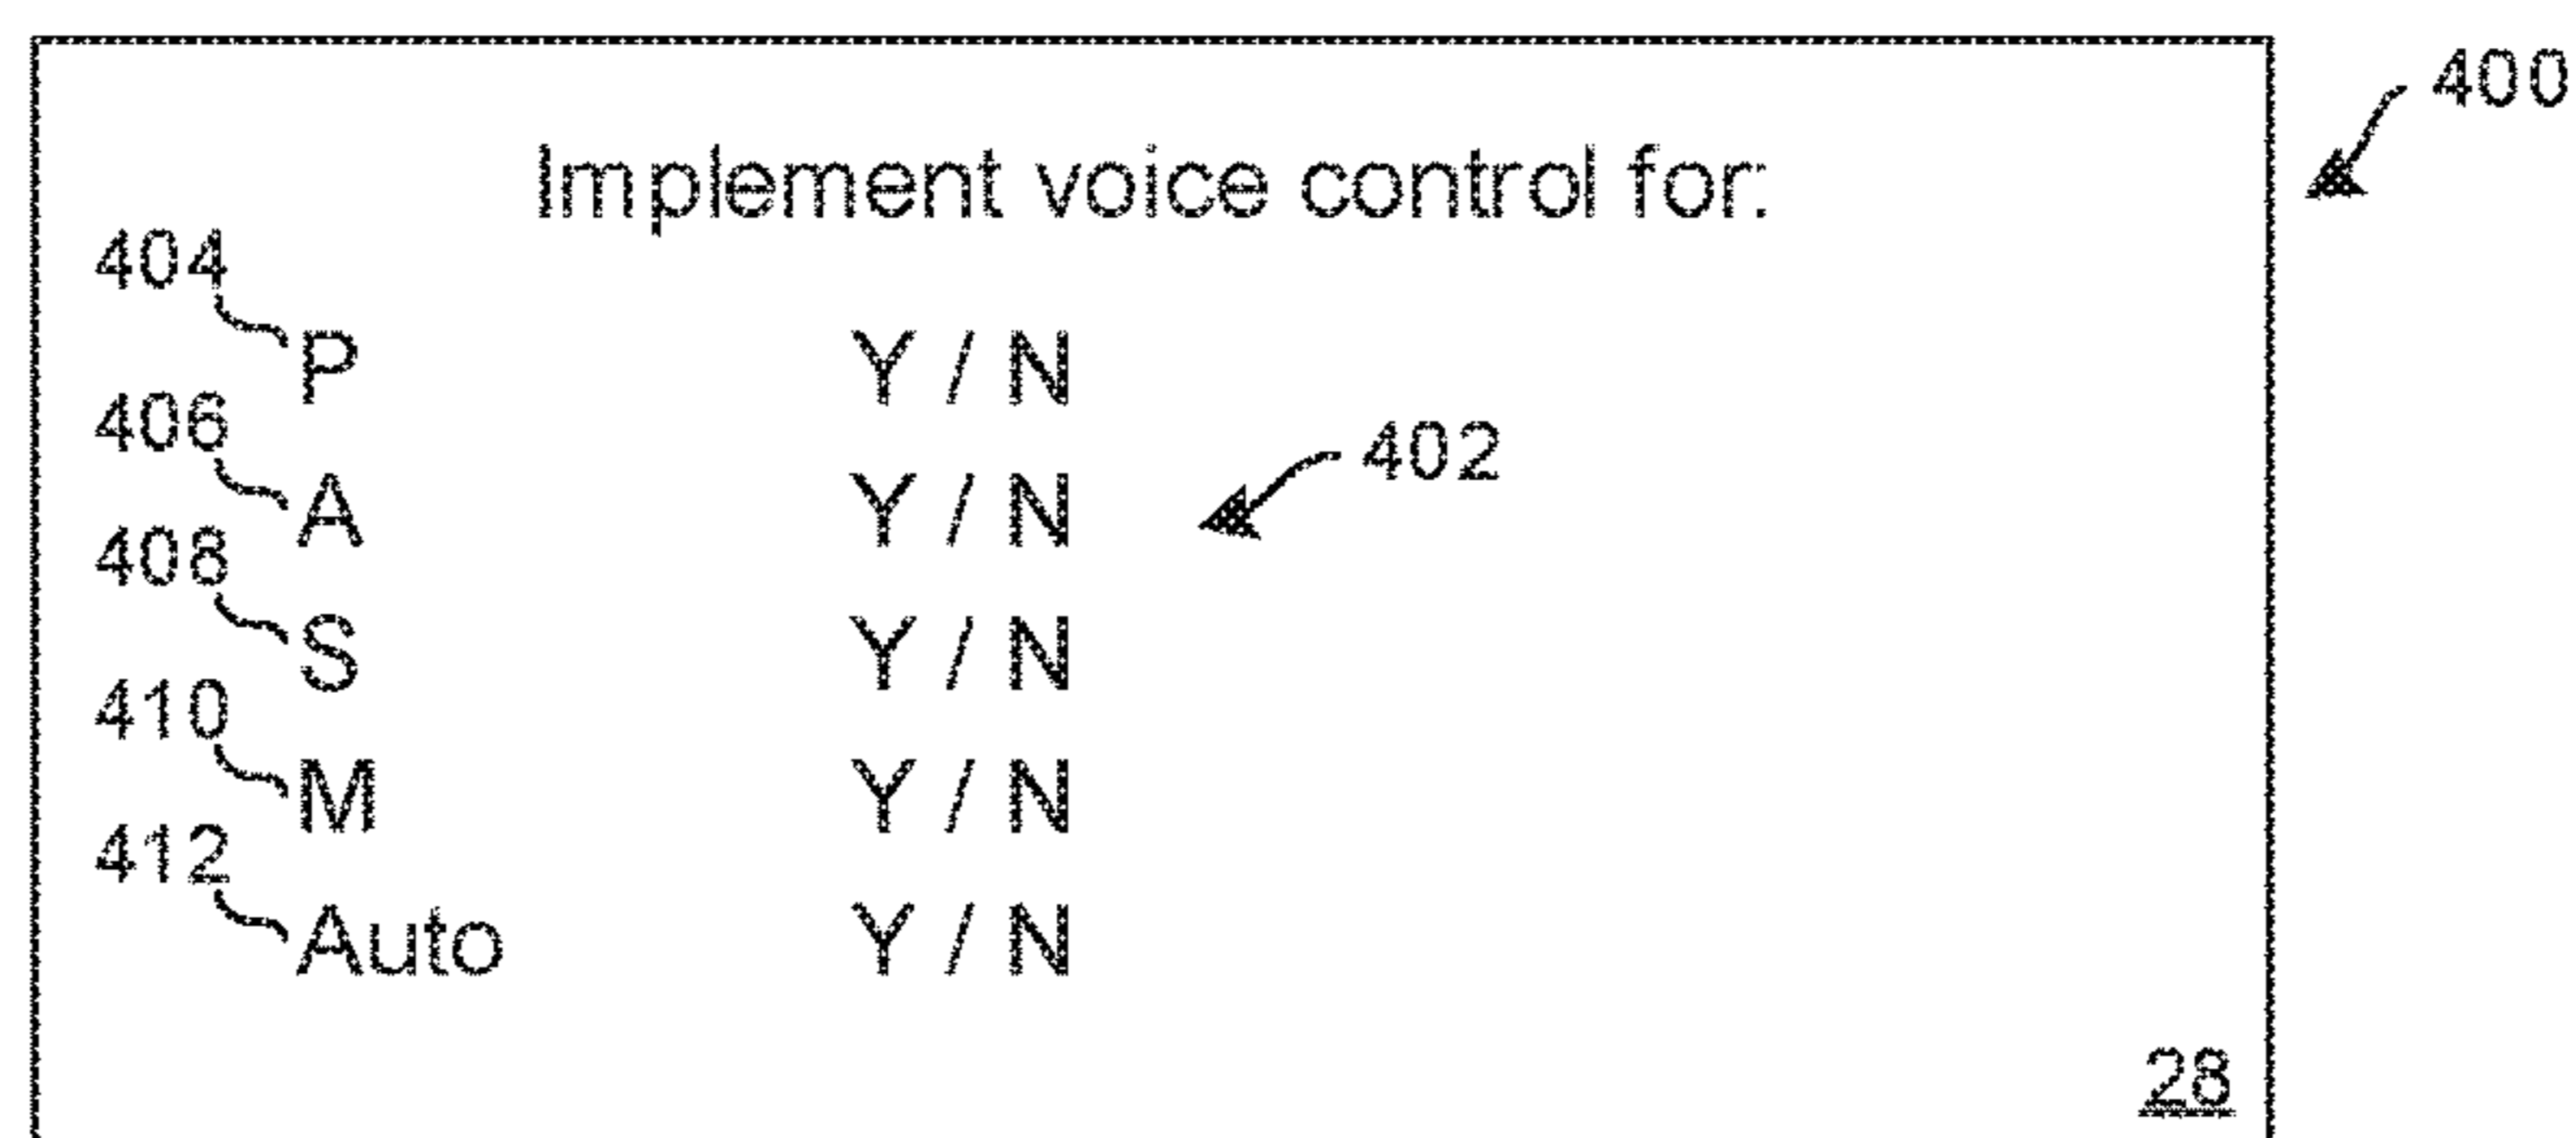 400
Implement voice control for:
404
P Y / N
406
A Y / N
402
408
S Y / N
410
M Y / N
412
Auto Y / N
28